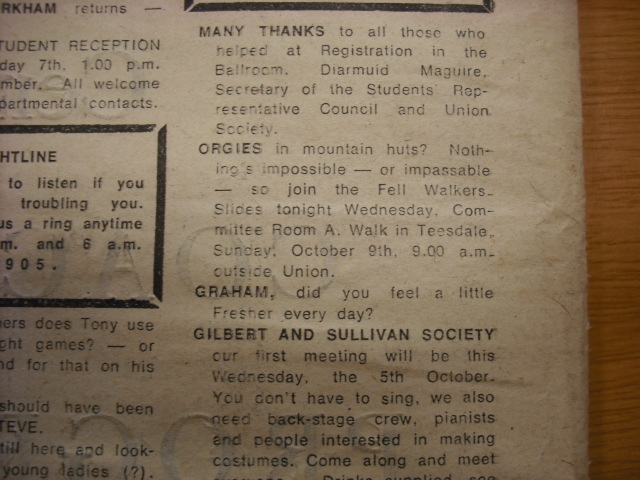 RKHAM returns —
TUDENT RECEPTION
day 7th, 1.00 p.m.
mber. All welcome
partmental contacts.
HTLINE
to listen if you
troubling you.
us a ring anytime
m. and 6 a.m.
905.
ers does Tony use
ght games? — or
nd for that on his
should have been
TEVE.
till here and look-
young ladies (?).
MANY THANKS to all those who
helped at Registration in the
Ballroom. Diarmuid Maguire,
Secretary of the Students' Rep-
resentative Council and Union
Society.
ORGIES in mountain huts? Noth-
ing's impossible — or impassable
— so join the Fell Walkers.
Slides tonight Wednesday, Com-
mittee Room A. Walk in Teesdale,
Sunday, October 9th, 9.00 a.m.
outside Union.
GRAHAM, did you feel a little
Fresher every day?
GILBERT AND SULLIVAN SOCIETY
our first meeting will be this
Wednesday, the 5th October.
You don't have to sing, we also
need back-stage crew, pianists
and people interested in making
costumes. Come along and meet
everyone. Drinks supplied, see